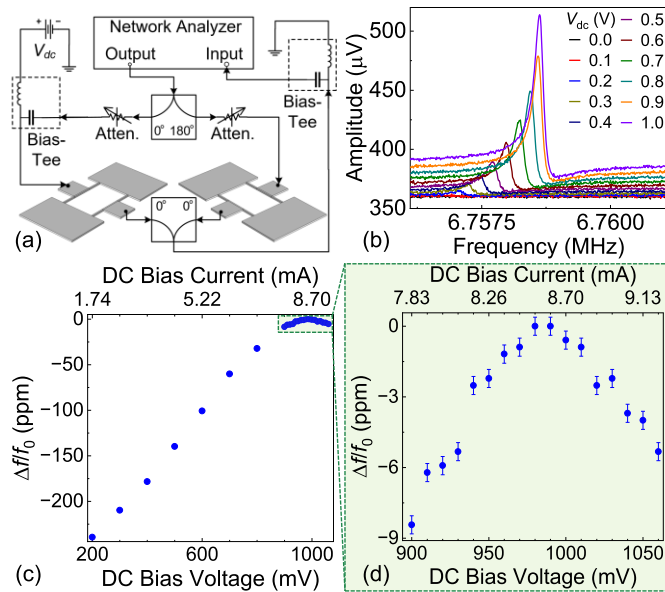 + −
V_dc
Network Analyzer
Output Input
Bias-
Tee
Atten.
0° 180°
Atten.
Bias-
Tee
0° 0°
(a)
Amplitude (μV)
500
450
400
350
V_dc (V)
0.0
0.1
0.2
0.3
0.4
0.5
0.6
0.7
0.8
0.9
1.0
6.7575 6.7600
Frequency (MHz)
(b)
DC Bias Current (mA)
1.74 5.22 8.70
Δf/f₀ (ppm)
0
−50
−100
−150
−200
200 600 1000
DC Bias Voltage (mV)
(c)
DC Bias Current (mA)
7.83 8.26 8.70 9.13
Δf/f₀ (ppm)
0
−3
−6
−9
900 950 1000 1050
DC Bias Voltage (mV)
(d)